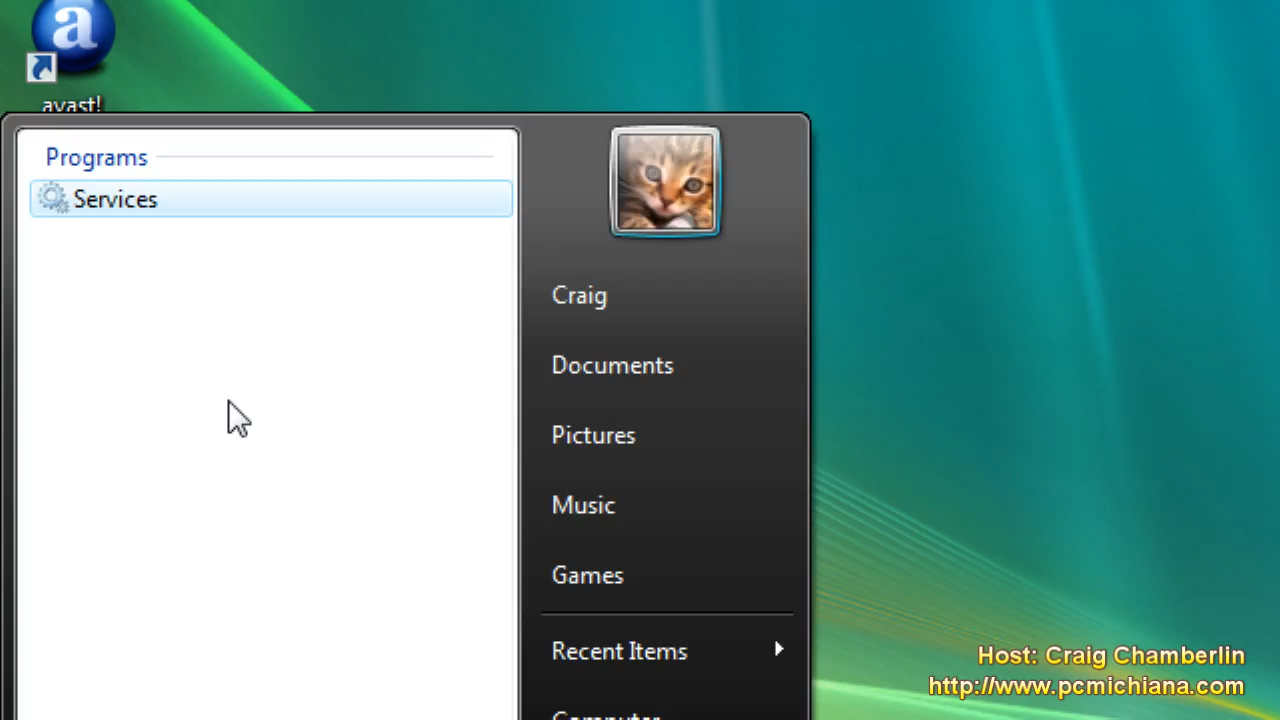 a
avast!
Programs
Services
Craig
Documents
Pictures
Music
Games
Recent Items
Computer
Host: Craig Chamberlin
http://www.pcmichiana.com